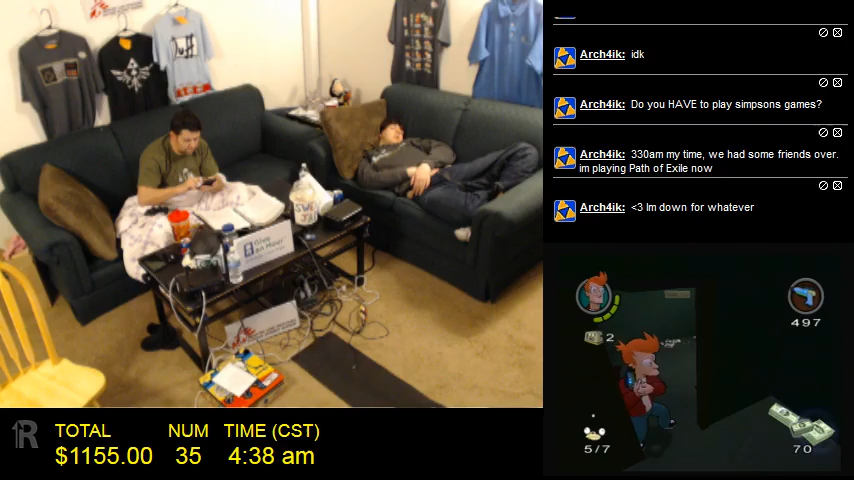 Arch4ik: idk
Arch4ik: Do you HAVE to play simpsons games?
Arch4ik: 330am my time, we had some friends over.
im playing Path of Exile now
Arch4ik: <3 Im down for whatever
Duff
497
2
5/7
70
TOTAL
NUM
TIME (CST)
$1155.00
35
4:38 am